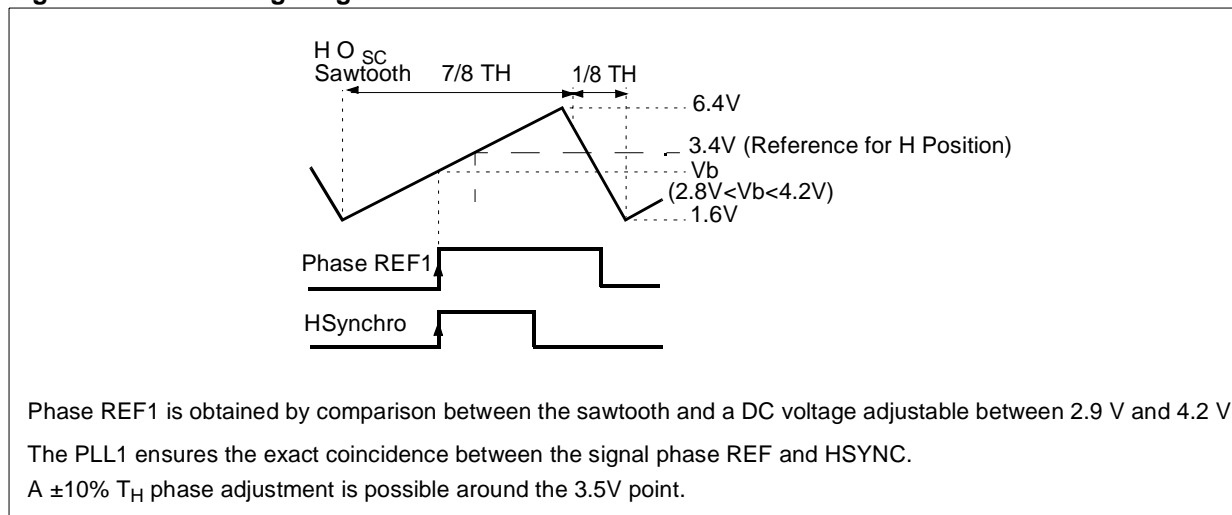 H O SC
Sawtooth
7/8 TH
1/8 TH
6.4V
3.4V (Reference for H Position)
Vb
(2.8V<Vb<4.2V)
1.6V
Phase REF1
HSynchro
Phase REF1 is obtained by comparison between the sawtooth and a DC voltage adjustable between 2.9 V and 4.2 V
The PLL1 ensures the exact coincidence between the signal phase REF and HSYNC.
A ±10% TH phase adjustment is possible around the 3.5V point.